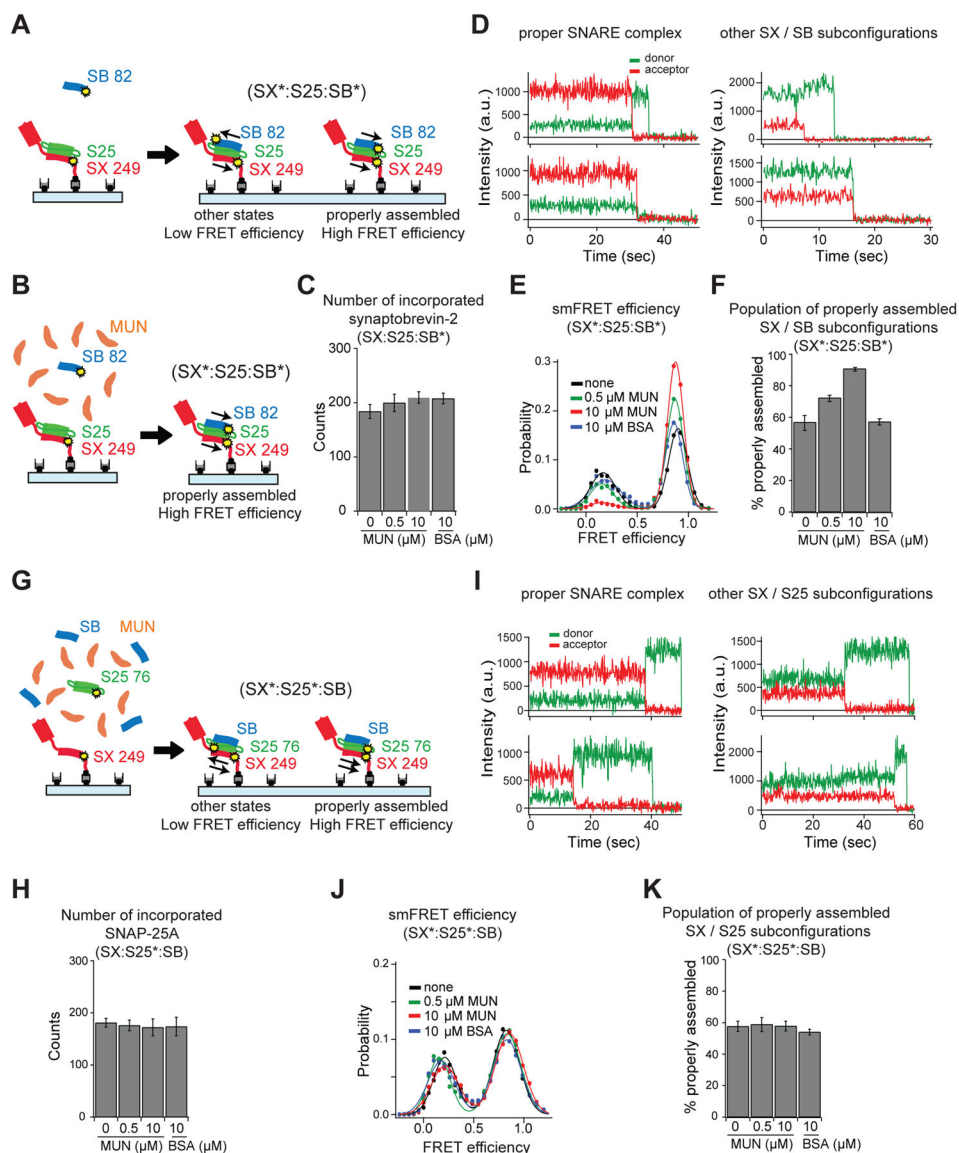 A
SB 82
(SX*:S25:SB*)
SB 82
S25
SX 249
S25
SX 249
other states
Low FRET efficiency
properly assembled
High FRET efficiency
D
proper SNARE complex
other SX / SB subconfigurations
donor
acceptor
Intensity (a.u.)
1000
500
0
1000
500
0
0 20 40
Time (sec)
2000
1000
0
1500
1000
500
0
0 10 20 30
Time (sec)
B
MUN
SB 82
(SX*:S25:SB*)
S25
SX 249
SB 82
S25
SX 249
properly assembled
High FRET efficiency
C
Number of incorporated
synaptobrevin-2
(SX:S25:SB*)
Counts
300
200
100
0
0 0.5 10 10
MUN (µM) BSA (µM)
E
smFRET efficiency
(SX*:S25:SB*)
none
0.5 µM MUN
10 µM MUN
10 µM BSA
Probability
0.3
0.2
0.1
0.0
0.0 0.5 1.0
FRET efficiency
F
Population of properly assembled
SX / SB subconfigurations
(SX*:S25:SB*)
% properly assembled
100
80
60
40
20
0
0 0.5 10 10
MUN (µM) BSA (µM)
G
SB MUN
S25 76
SX 249
(SX*:S25*:SB)
SB
S25 76
SX 249
SB
S25 76
SX 249
other states
Low FRET efficiency
properly assembled
High FRET efficiency
I
proper SNARE complex
other SX / S25 subconfigurations
donor
acceptor
Intensity (a.u.)
1500
1000
500
0
1000
500
0
0 20 40
Time (sec)
1500
1000
500
0
2000
1000
0
0 20 40 60
Time (sec)
H
Number of incorporated
SNAP-25A
(SX:S25*:SB)
Counts
300
200
100
0
0 0.5 10 10
MUN (µM) BSA (µM)
J
smFRET efficiency
(SX*:S25*:SB)
none
0.5 µM MUN
10 µM MUN
10 µM BSA
Probability
0.2
0.1
0.0
0.0 0.5 1.0
FRET efficiency
K
Population of properly assembled
SX / S25 subconfigurations
(SX*:S25*:SB)
% properly assembled
100
80
60
40
20
0
0 0.5 10 10
MUN (µM) BSA (µM)